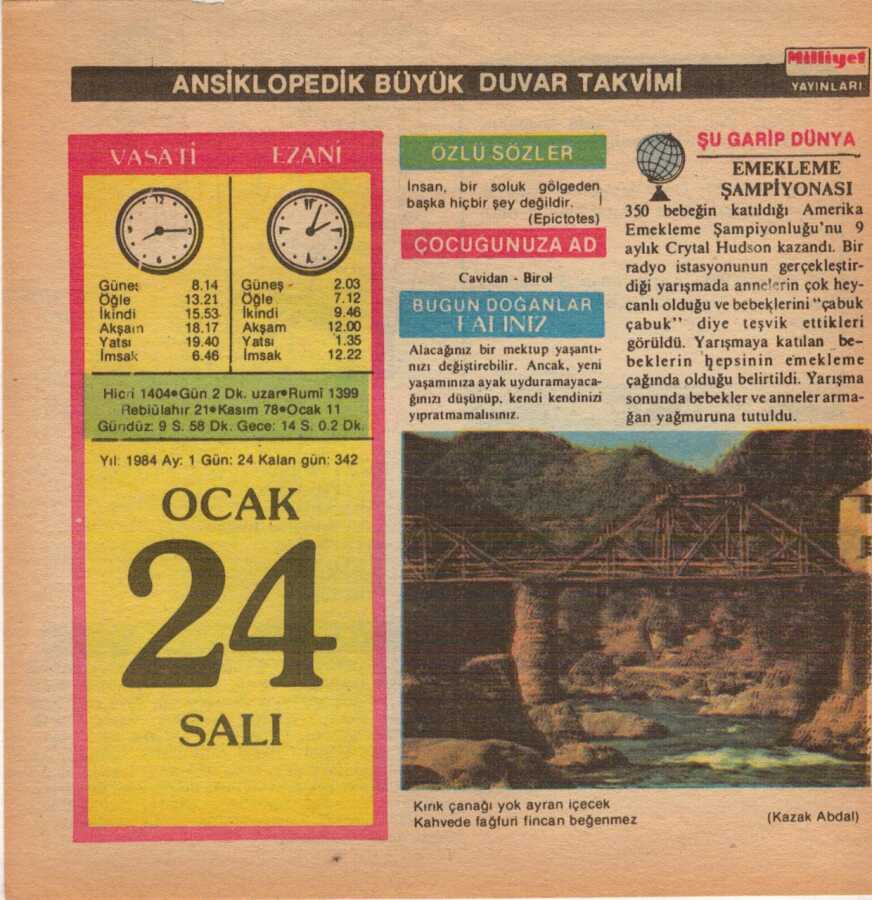 Milliyet
YAYINLARI
ANSİKLOPEDİK BÜYÜK DUVAR TAKVİMİ
VASATİ
EZANİ
12
3
6
9
Güneş 8.14
Öğle 13.21
İkindi 15.53
Akşam 18.17
Yatsı 19.40
İmsak 6.46
Güneş 2.03
Öğle 7.12
İkindi 9.46
Akşam 12.00
Yatsı 1.35
İmsak 12.22
Hicri 1404•Gün 2 Dk. uzar•Rumî 1399
Rebiülahır 21•Kasım 78•Ocak 11
Gündüz: 9 S. 58 Dk. Gece: 14 S. 0.2 Dk.
Yıl: 1984 Ay: 1 Gün: 24 Kalan gün: 342
OCAK
24
SALI
ÖZLÜ SÖZLER
İnsan, bir soluk gölgeden
başka hiçbir şey değildir.
(Epictotes)
ÇOCUGUNUZA AD
Cavidan - Birol
BUGÜN DOĞANLAR
FALINIZ
Alacağınız bir mektup yaşantı-
nızı değiştirebilir. Ancak, yeni
yaşamınıza ayak uyduramayaca-
ğınızı düşünüp, kendi kendinizi
yıpratmamalısınız.
ŞU GARİP DÜNYA
EMEKLEME
ŞAMPİYONASI
350 bebeğin katıldığı Amerika
Emekleme Şampiyonluğu'nu 9
aylık Crytal Hudson kazandı. Bir
radyo istasyonunun gerçekleştir-
diği yarışmada annelerin çok hey-
canlı olduğu ve bebeklerini “çabuk
çabuk” diye teşvik ettikleri
görüldü. Yarışmaya katılan be-
beklerin hepsinin emekleme
çağında olduğu belirtildi. Yarışma
sonunda bebekler ve anneler arma-
ğan yağmuruna tutuldu.
Kırık çanağı yok ayran içecek
Kahvede fağfuri fincan beğenmez
(Kazak Abdal)